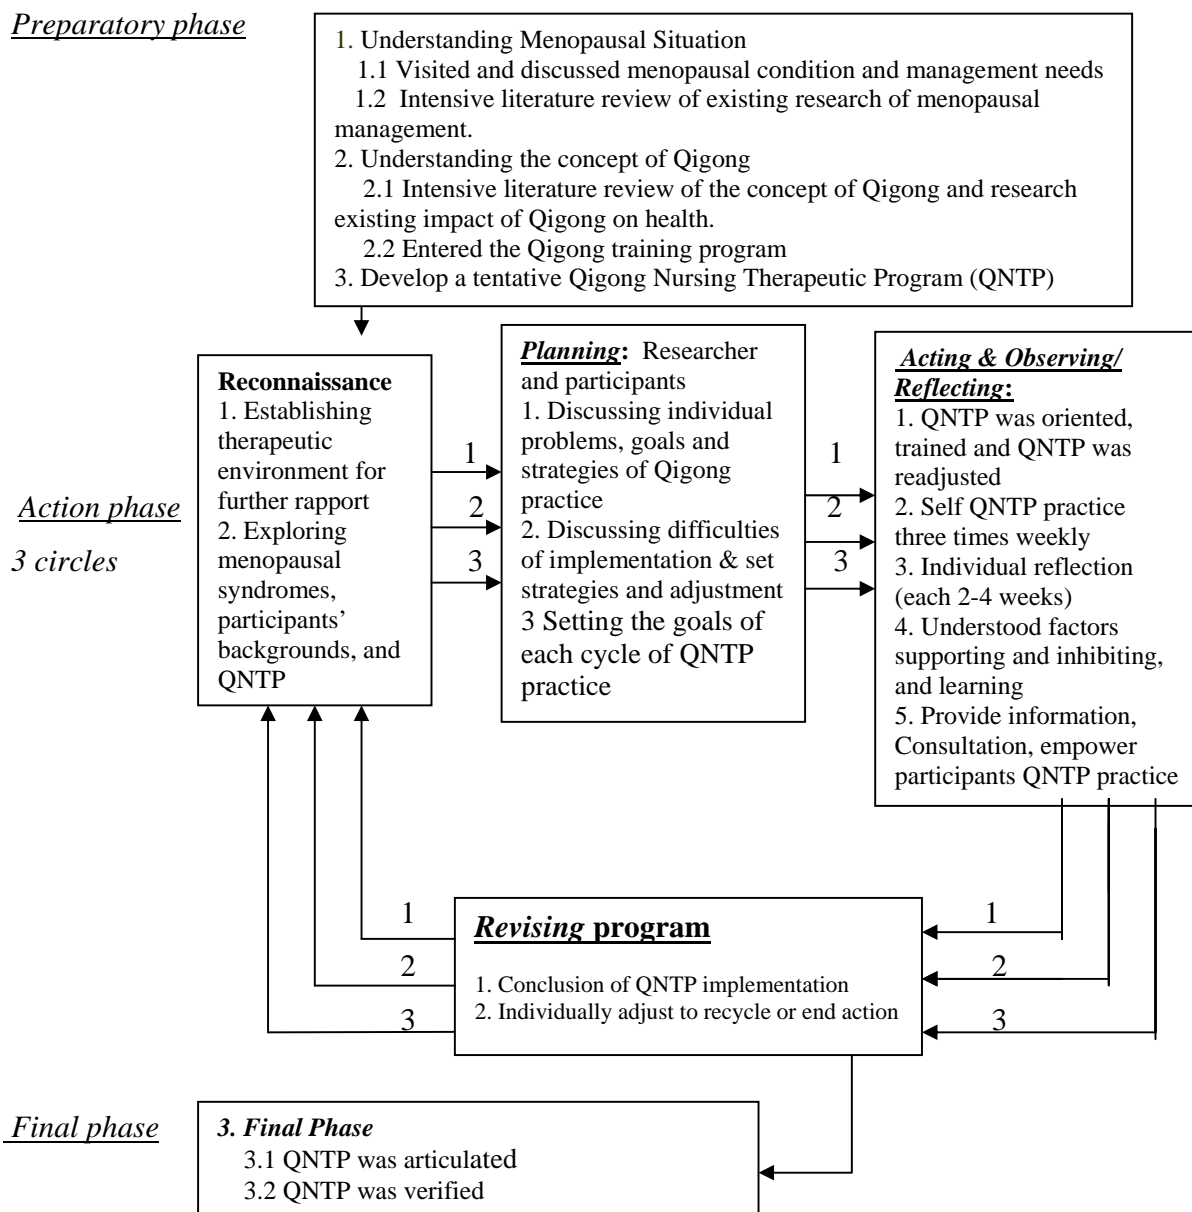 Preparatory phase
1. Understanding Menopausal Situation
1.1 Visited and discussed menopausal condition and management needs
1.2 Intensive literature review of existing research of menopausal
management.
2. Understanding the concept of Qigong
2.1 Intensive literature review of the concept of Qigong and research
existing impact of Qigong on health.
2.2 Entered the Qigong training program
3. Develop a tentative Qigong Nursing Therapeutic Program (QNTP)
Action phase
3 circles
Reconnaissance
1. Establishing
therapeutic
environment for
further rapport
2. Exploring
menopausal
syndromes,
participants’
backgrounds, and
QNTP
1
2
3
Planning: Researcher
and participants
1. Discussing individual
problems, goals and
strategies of Qigong
practice
2. Discussing difficulties
of implementation & set
strategies and adjustment
3 Setting the goals of
each cycle of QNTP
practice
1
2
3
Acting & Observing/
Reflecting:
1. QNTP was oriented,
trained and QNTP was
readjusted
2. Self QNTP practice
three times weekly
3. Individual reflection
(each 2-4 weeks)
4. Understood factors
supporting and inhibiting,
and learning
5. Provide information,
Consultation, empower
participants QNTP practice
1
2
3
Revising program
1. Conclusion of QNTP implementation
2. Individually adjust to recycle or end action
1
2
3
Final phase
3. Final Phase
3.1 QNTP was articulated
3.2 QNTP was verified